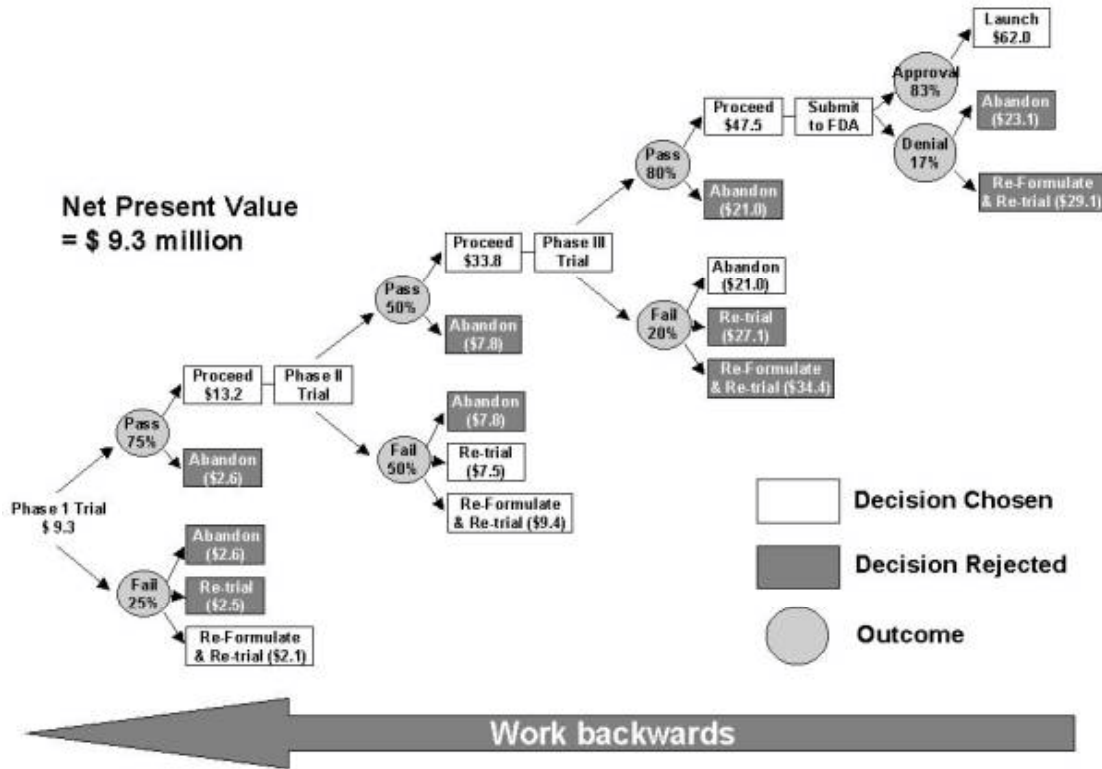 Launch
$62.0
Approval
83%
Abandon
($23.1)
Denial
17%
Re-Formulate
& Re-trial ($29.1)
Proceed
$47.5
Submit
to FDA
Pass
80%
Abandon
($21.0)
Net Present Value
= $ 9.3 million
Proceed
$33.8
Phase III
Trial
Pass
50%
Abandon
($7.8)
Abandon
($21.0)
Fail
20%
Re-trial
($27.1)
Re-Formulate
& Re-trial ($34.4)
Proceed
$13.2
Phase II
Trial
Pass
75%
Abandon
($2.6)
Abandon
($7.8)
Fail
50%
Re-trial
($7.5)
Re-Formulate
& Re-trial ($9.4)
Phase 1 Trial
$ 9.3
Abandon
($2.6)
Fail
25%
Re-trial
($2.5)
Re-Formulate
& Re-trial ($2.1)
Decision Chosen
Decision Rejected
Outcome
Work backwards